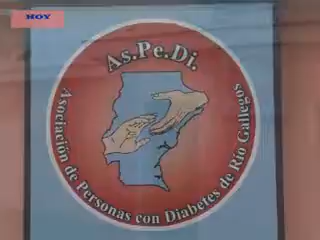 HOY
As.Pe.Di.
Asociación de Personas con Diabetes de Río Gallegos